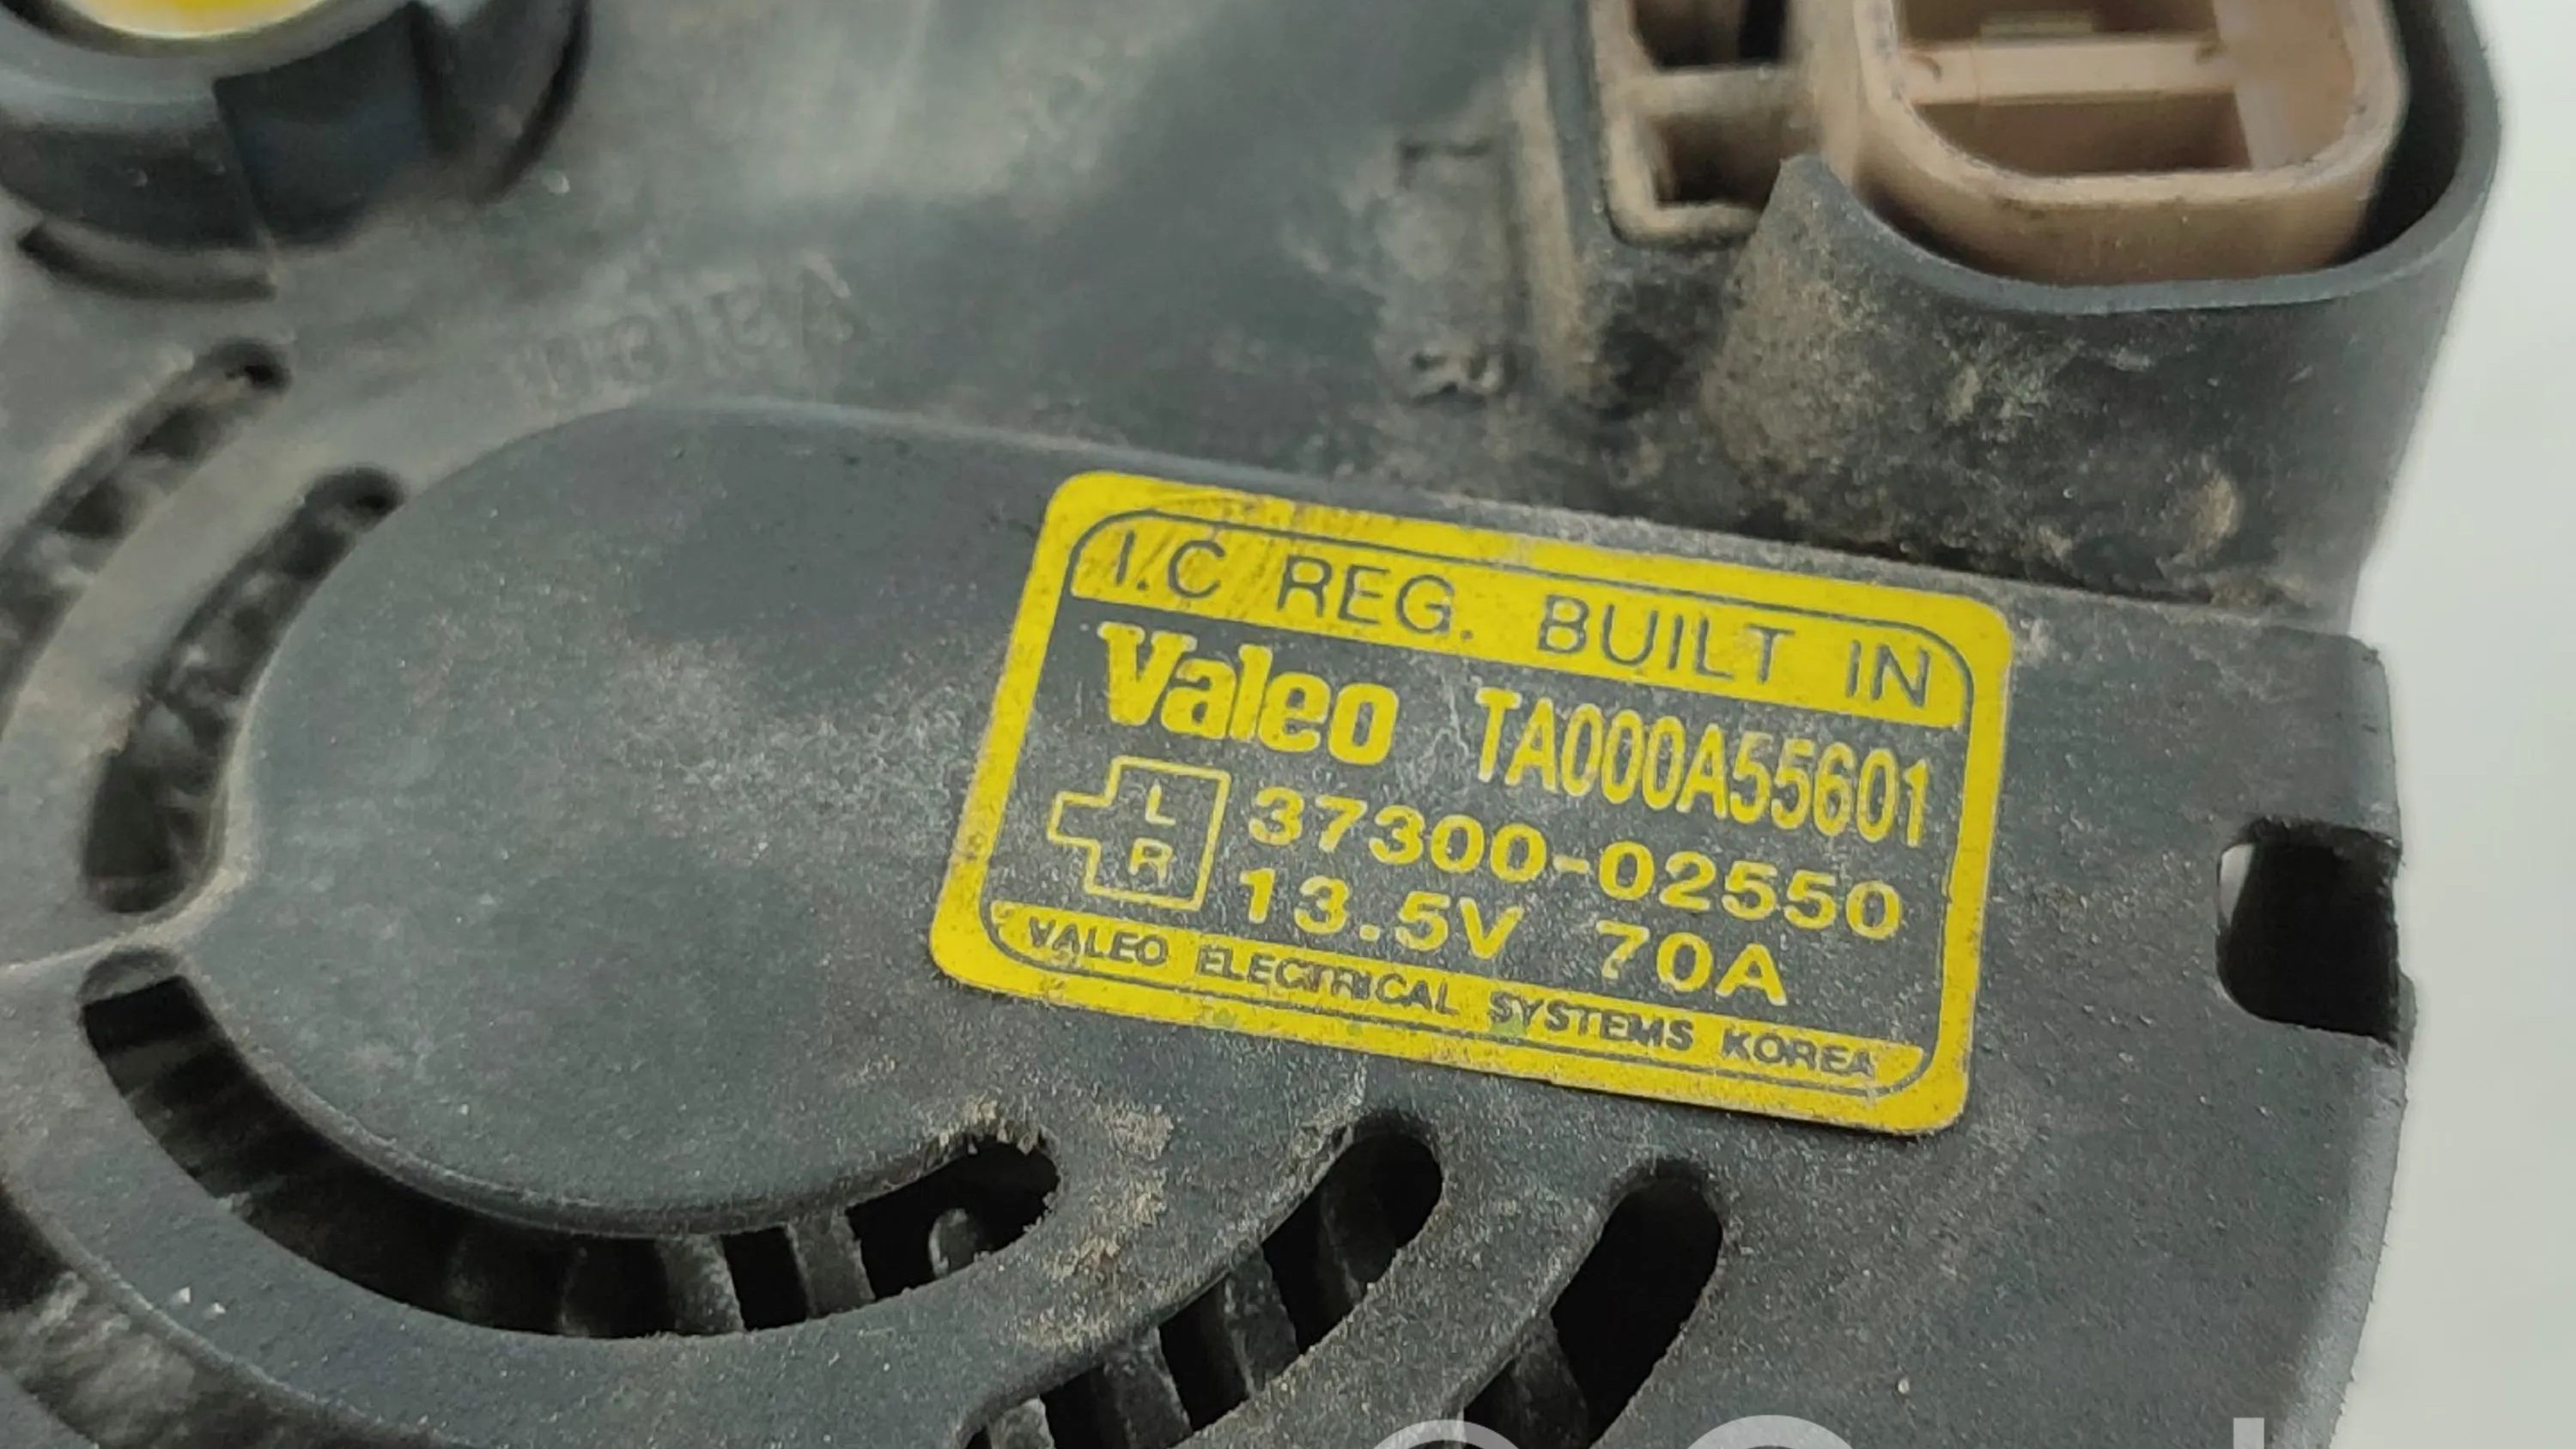 I.C REG. BUILT IN
Valeo TA000A55601
L
R
37300-02550
13.5V 70A
VALEO ELECTRICAL SYSTEMS KOREA